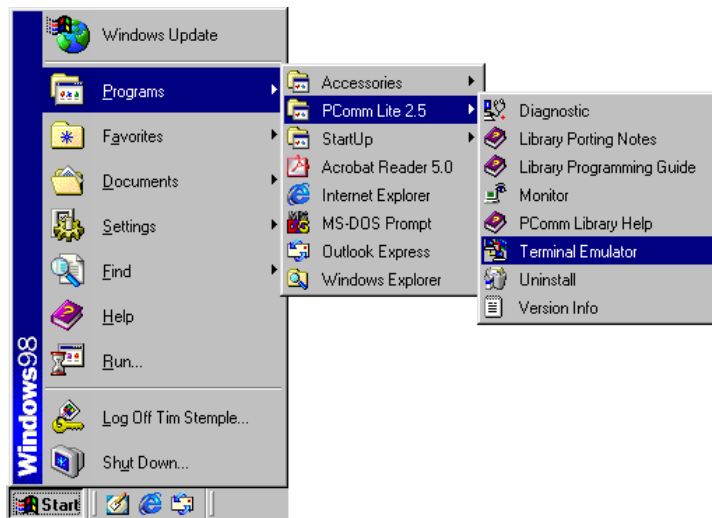 Windows Update
Programs
Favorites
Documents
Settings
Find
Help
Run...
Log Off Tim Stemple...
Shut Down...
Windows98
Start
Accessories
PComm Lite 2.5
StartUp
Acrobat Reader 5.0
Internet Explorer
MS-DOS Prompt
Outlook Express
Windows Explorer
Diagnostic
Library Porting Notes
Library Programming Guide
Monitor
PComm Library Help
Terminal Emulator
Uninstall
Version Info